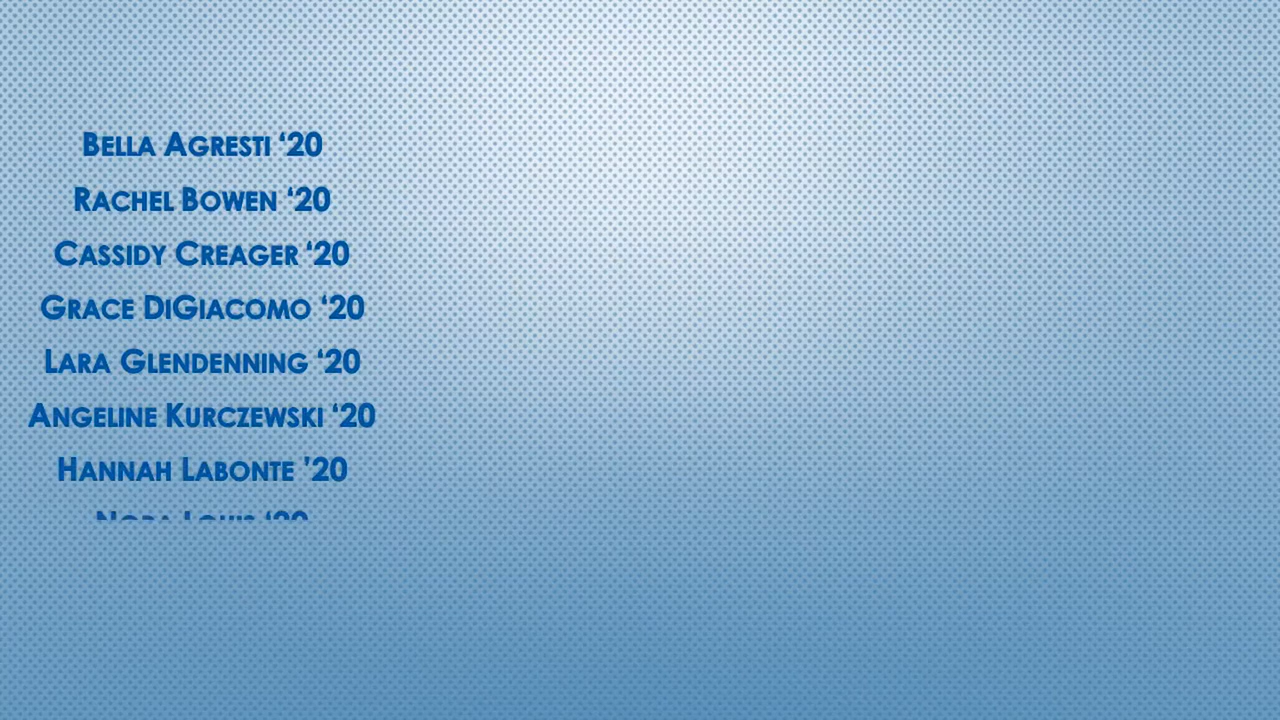 Bella Agresti ‘20
Rachel Bowen ‘20
Cassidy Creager ‘20
Grace DiGiacomo ‘20
Lara Glendenning ‘20
Angeline Kurczewski ‘20
Hannah Labonte ’20